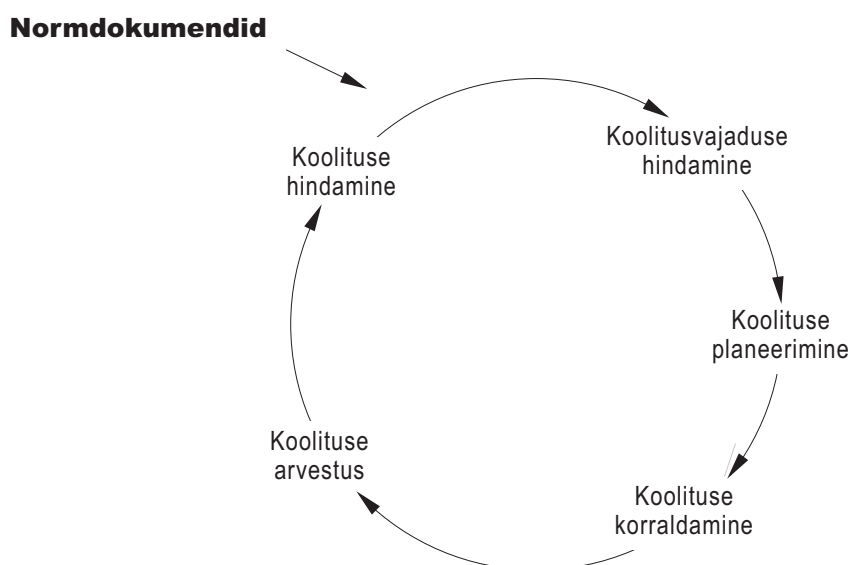 Normdokumendid
Koolitusvajaduse
hindamine
Koolituse
hindamine
Koolituse
planeerimine
Koolituse
arvestus
Koolituse
korraldamine